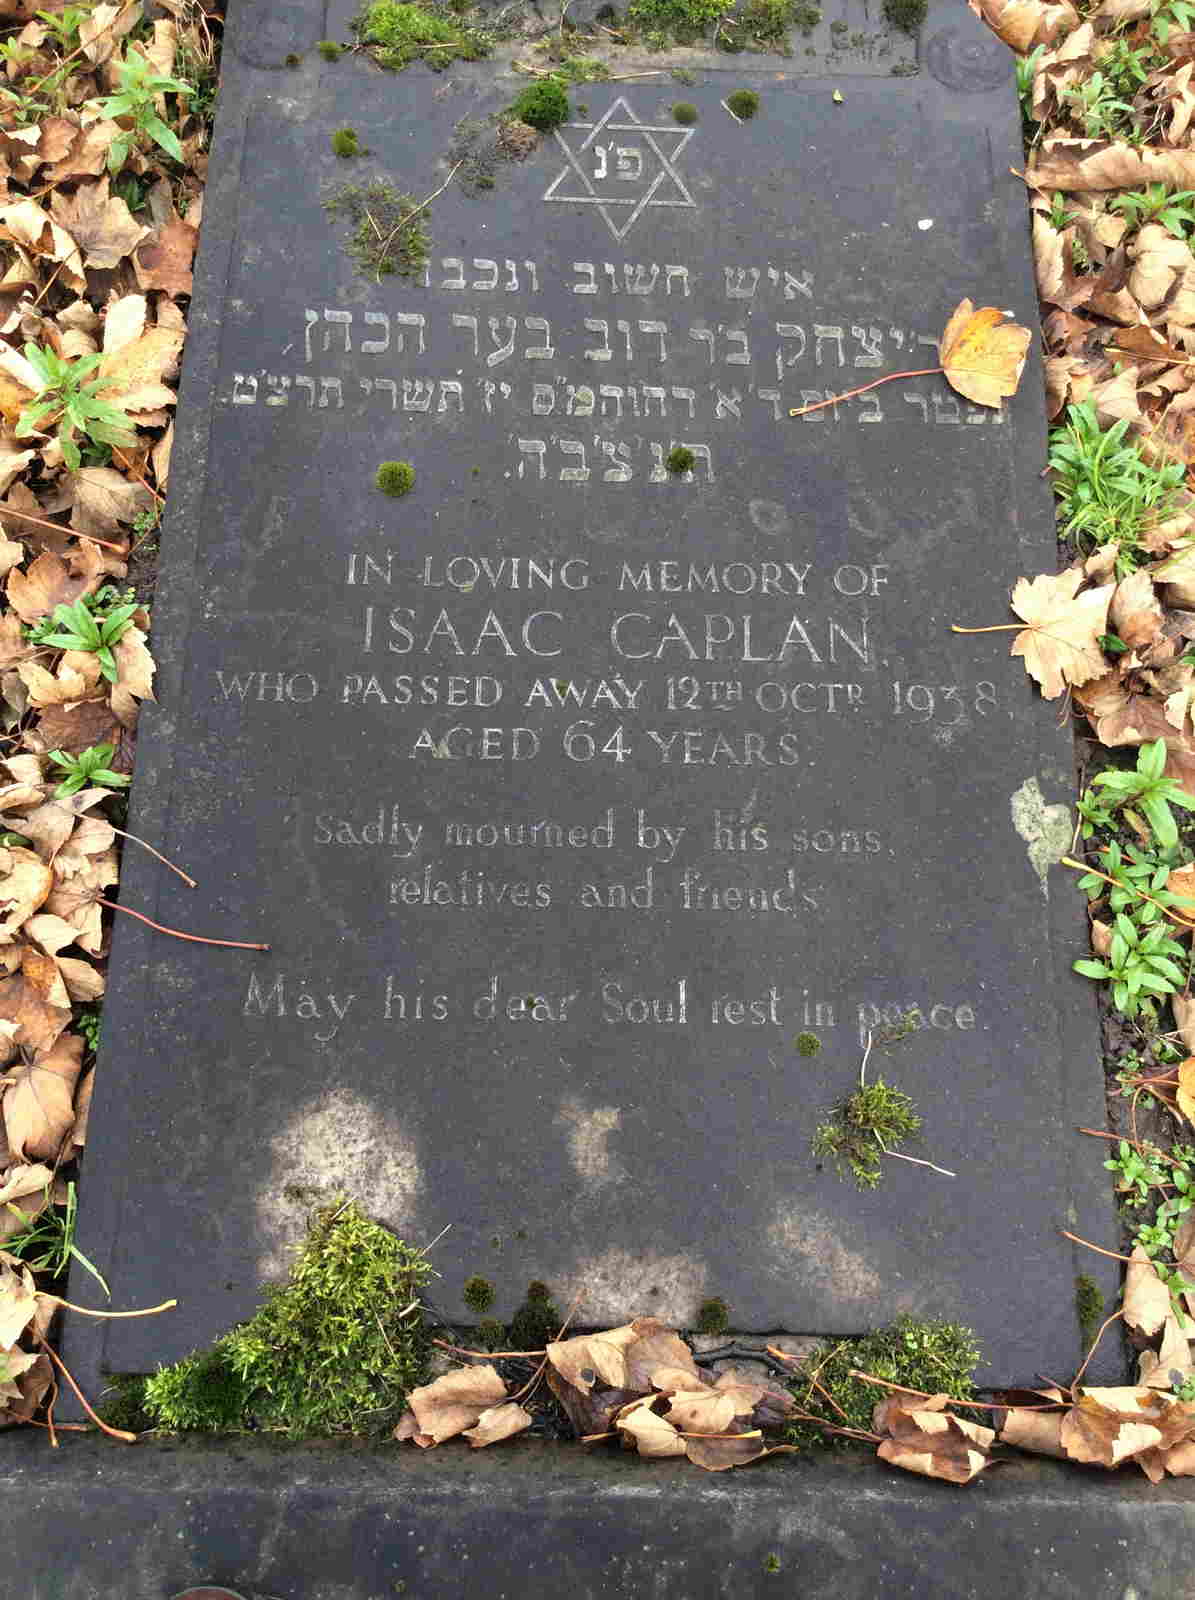 פ'נ
איש חשוב ונכבד
ר' יצחק ב'ר דוב בער הכהן
נפטר ביום ד' א' דחוהמ"ס יז' תשרי תרצ"ט.
ת'נ'צ'ב'ה'.
IN LOVING MEMORY OF
ISAAC CAPLAN,
WHO PASSED AWAY 12TH OCTR. 1938,
AGED 64 YEARS.
Sadly mourned by his sons,
relatives and friends
May his dear Soul rest in peace